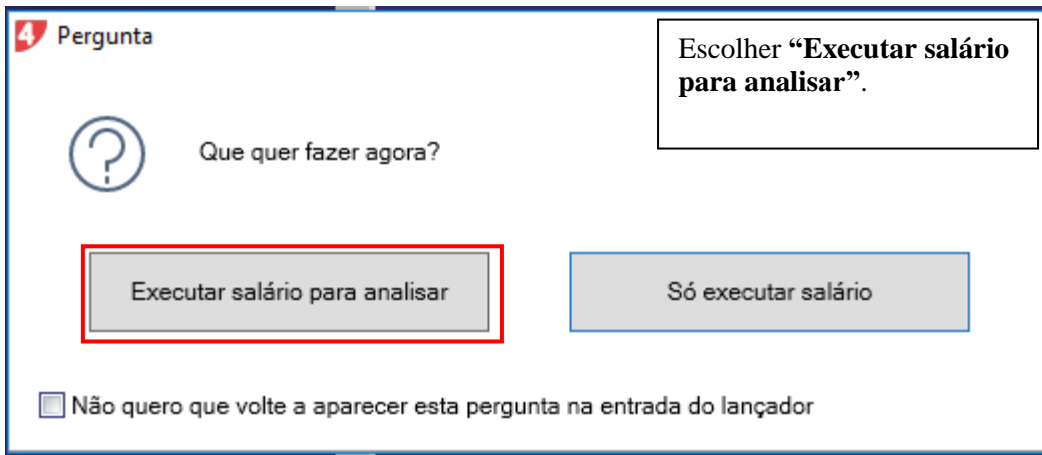 4 Pergunta
Escolher “Executar salário
para analisar”.
Que quer fazer agora?
Executar salário para analisar
Só executar salário
Não quero que volte a aparecer esta pergunta na entrada do lançador